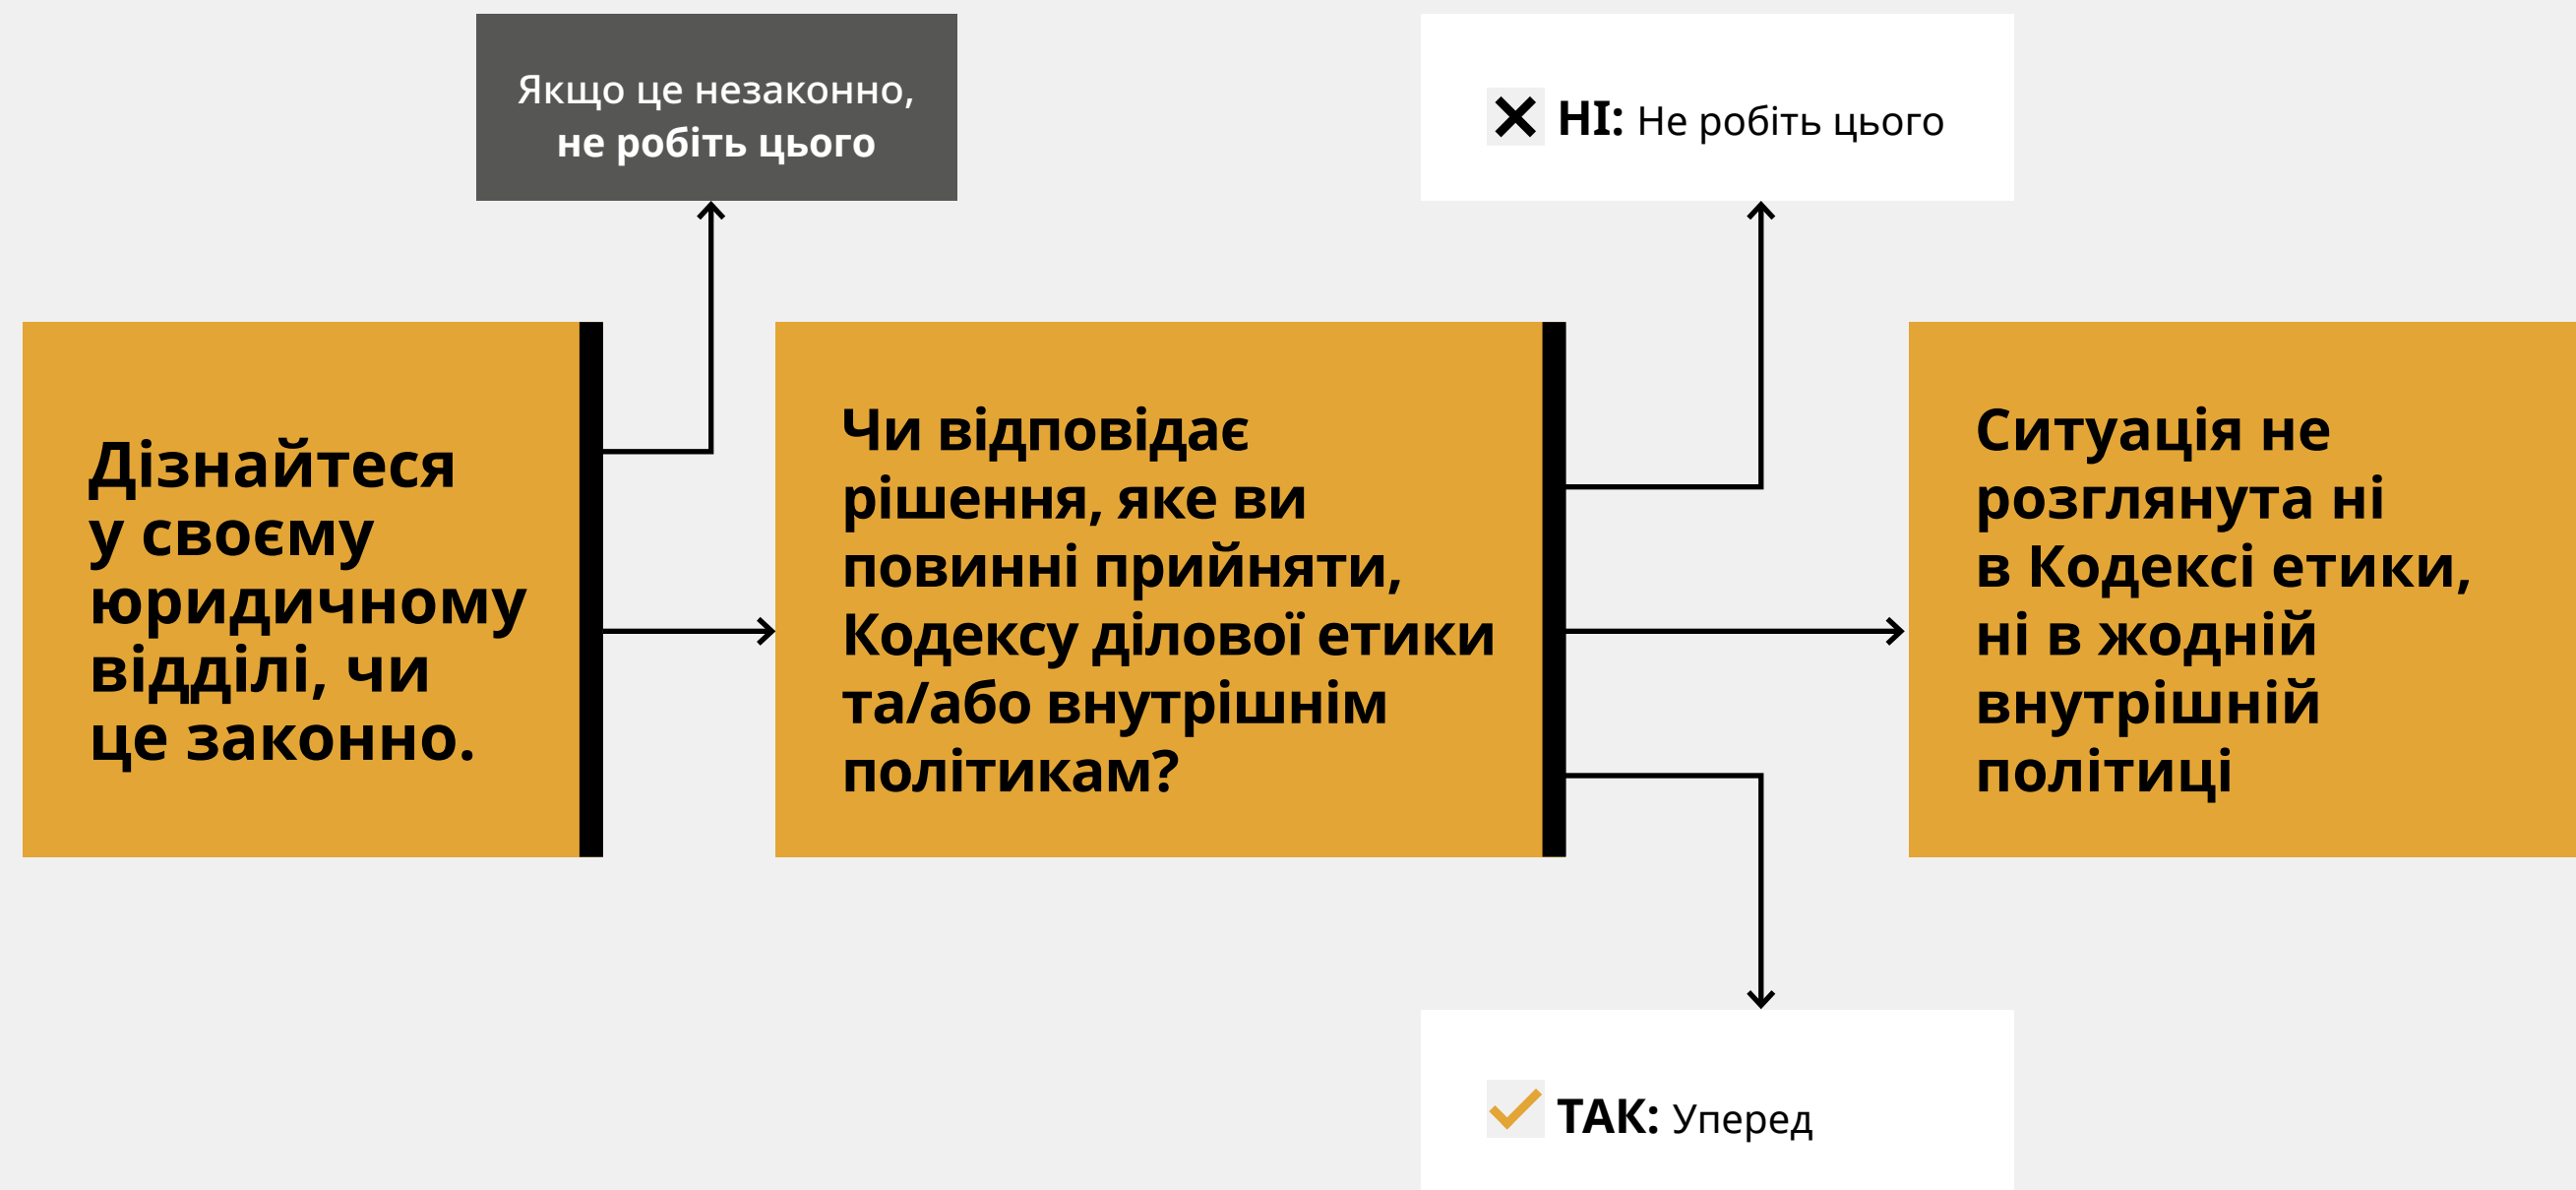 Якщо це незаконно,
не робіть цього
НІ: Не робіть цього
Дізнайтеся
у своєму
юридичному
відділі, чи
це законно.
Чи відповідає
рішення, яке ви
повинні прийняти,
Кодексу ділової етики
та/або внутрішнім
політикам?
Ситуація не
розглянута ні
в Кодексі етики,
ні в жодній
внутрішній
політиці
ТАК: Уперед